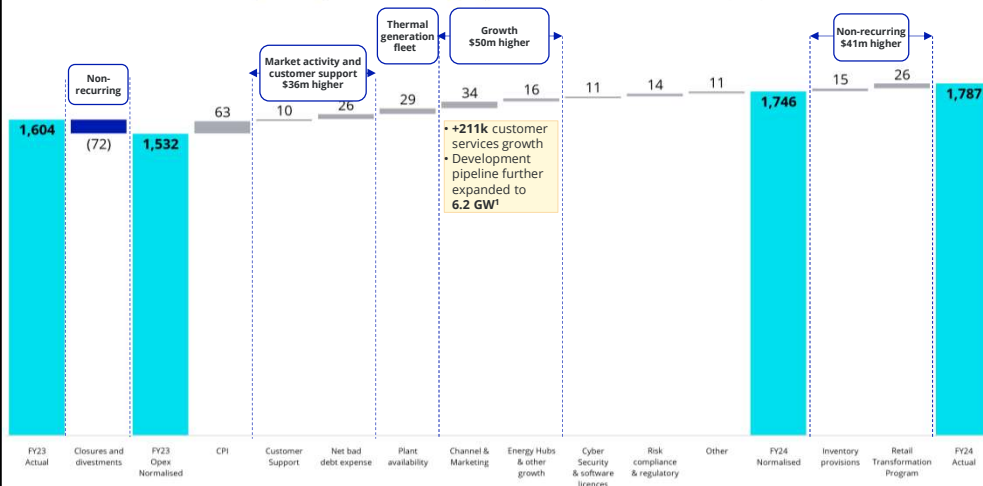 Non-
recurring
Market activity and
customer support
$36m higher
Thermal
generation
fleet
Growth
$50m higher
Non-recurring
$41m higher
1,604
(72)
1,532
63
10
26
29
34
16
11
14
11
1,746
15
26
1,787
• +211k customer
services growth
• Development
pipeline further
expanded to
6.2 GW¹
FY23
Actual
Closures and
divestments
FY23
Opex
Normalised
CPI
Customer
Support
Net bad
debt expense
Plant
availability
Channel &
Marketing
Energy Hubs
& other
growth
Cyber
Security
& software
licences
Risk
compliance
& regulatory
Other
FY24
Normalised
Inventory
provisions
Retail
Transformation
Program
FY24
Actual